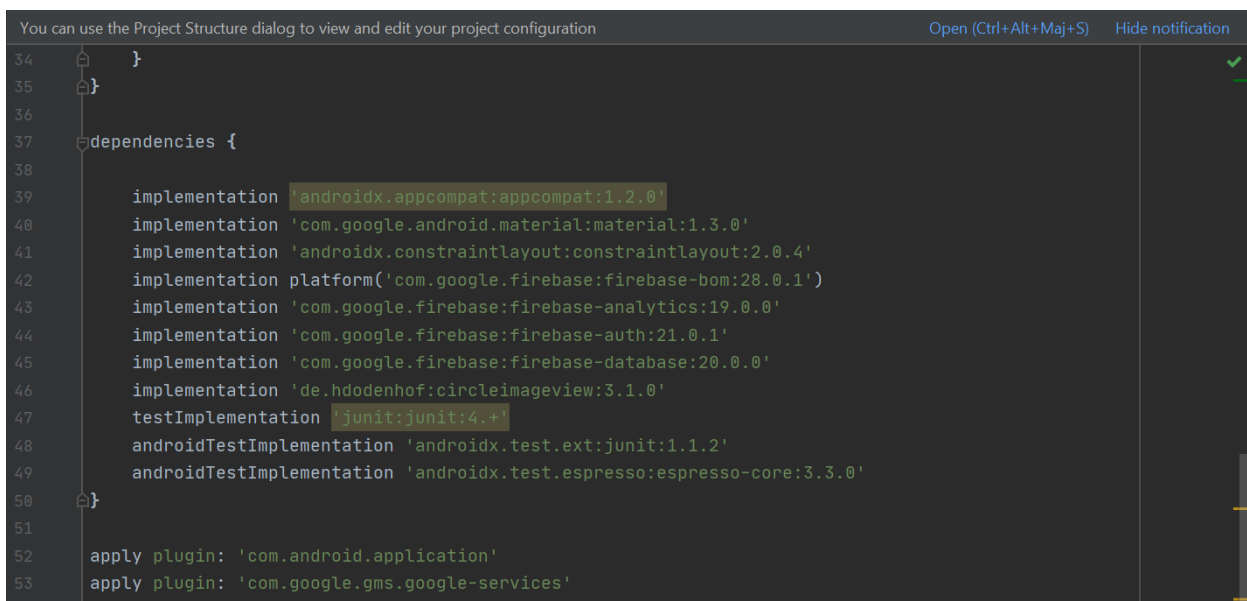 You can use the Project Structure dialog to view and edit your project configuration Open (Ctrl+Alt+Maj+S) Hide notification
34 }
35 }
36
37 dependencies {
38
39 implementation 'androidx.appcompat:appcompat:1.2.0'
40 implementation 'com.google.android.material:material:1.3.0'
41 implementation 'androidx.constraintlayout:constraintlayout:2.0.4'
42 implementation platform('com.google.firebase:firebase-bom:28.0.1')
43 implementation 'com.google.firebase:firebase-analytics:19.0.0'
44 implementation 'com.google.firebase:firebase-auth:21.0.1'
45 implementation 'com.google.firebase:firebase-database:20.0.0'
46 implementation 'de.hdodenhof:circleimageview:3.1.0'
47 testImplementation 'junit:junit:4.+'
48 androidTestImplementation 'androidx.test.ext:junit:1.1.2'
49 androidTestImplementation 'androidx.test.espresso:espresso-core:3.3.0'
50 }
51
52 apply plugin: 'com.android.application'
53 apply plugin: 'com.google.gms.google-services'